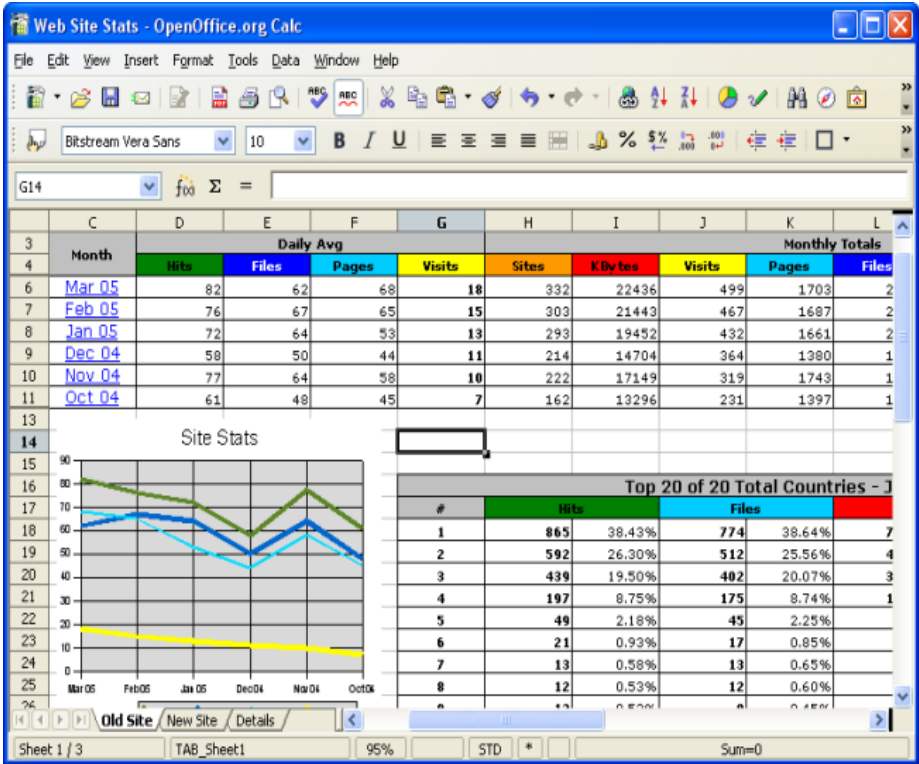 Web Site Stats - OpenOffice.org Calc
File Edit View Insert Format Tools Data Window Help
Bitstream Vera Sans 10 B I U
G14 f(x) Σ =
C D E F G H I J K L
3 Month Daily Avg Monthly Totals
4 Hits Files Pages Visits Sites KBytes Visits Pages Files
6 Mar 05 82 62 68 18 332 22436 499 1703 2
7 Feb 05 76 67 65 15 303 21443 467 1687 2
8 Jan 05 72 64 53 13 293 19452 432 1661 2
9 Dec 04 58 50 44 11 214 14704 364 1380 1
10 Nov 04 77 64 58 10 222 17149 319 1743 1
11 Oct 04 61 48 45 7 162 13296 231 1397 1
13
14 Site Stats
15 90
16 80 Top 20 of 20 Total Countries - J
17 70 # Hits Files
18 60 1 865 38.43% 774 38.64% 7
19 50 2 592 26.30% 512 25.56% 4
20 40 3 439 19.50% 402 20.07% 3
21 30 4 197 8.75% 175 8.74% 1
22 20 5 49 2.18% 45 2.25%
23 10 6 21 0.93% 17 0.85%
24 0 7 13 0.58% 13 0.65%
25 Mar 05 Feb 05 Jan 05 Dec 04 Nov 04 Oct 04 8 12 0.53% 12 0.60%
26
Old Site New Site Details
Sheet 1 / 3 TAB_Sheet1 95% STD * Sum=0